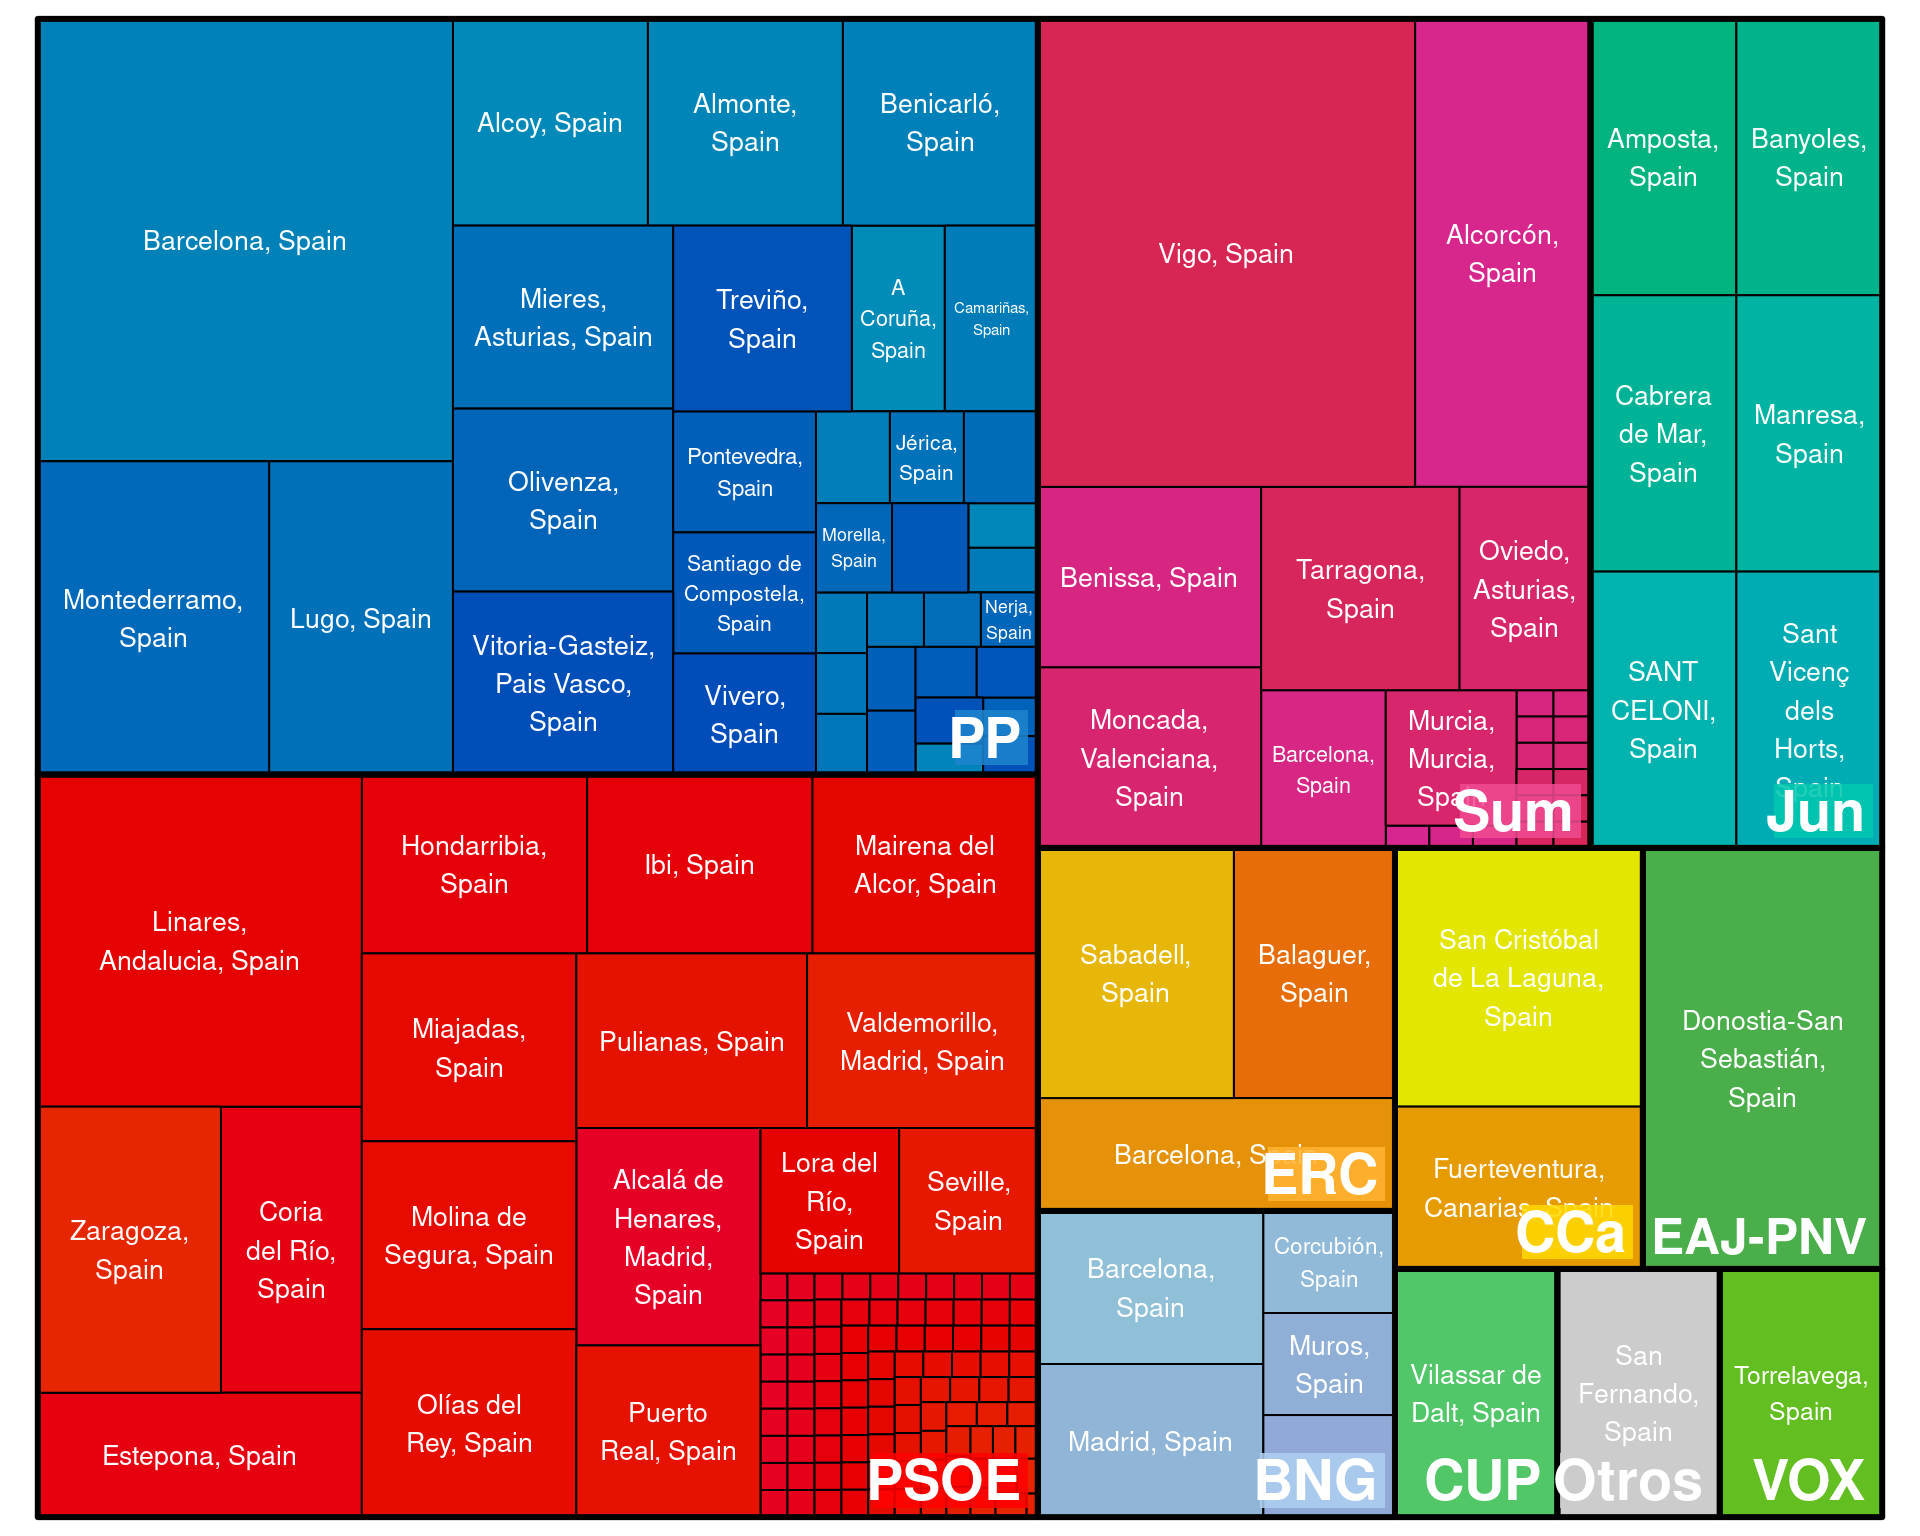 Barcelona, Spain
Alcoy, Spain
Almonte,
Spain
Benicarló,
Spain
Mieres,
Asturias, Spain
Treviño,
Spain
A
Coruña,
Spain
Camariñas,
Spain
Montederramo,
Spain
Lugo, Spain
Olivenza,
Spain
Vitoria-Gasteiz,
Pais Vasco,
Spain
Pontevedra,
Spain
Santiago de
Compostela,
Spain
Vivero,
Spain
Jérica,
Spain
Morella,
Spain
Nerja,
Spain
PP
Vigo, Spain
Alcorcón,
Spain
Benissa, Spain
Tarragona,
Spain
Oviedo,
Asturias,
Spain
Moncada,
Valenciana,
Spain
Barcelona,
Spain
Murcia,
Murcia,
Spain
Sum
Amposta,
Spain
Banyoles,
Spain
Cabrera
de Mar,
Spain
Manresa,
Spain
SANT
CELONI,
Spain
Sant
Vicenç
dels
Horts,
Spain
Jun
Linares,
Andalucia, Spain
Hondarribia,
Spain
Ibi, Spain
Mairena del
Alcor, Spain
Miajadas,
Spain
Pulianas, Spain
Valdemorillo,
Madrid, Spain
Zaragoza,
Spain
Coria
del Río,
Spain
Estepona, Spain
Molina de
Segura, Spain
Olías del
Rey, Spain
Alcalá de
Henares,
Madrid,
Spain
Puerto
Real, Spain
Lora del
Río,
Spain
Seville,
Spain
PSOE
Sabadell,
Spain
Balaguer,
Spain
Barcelona, Spain
ERC
San Cristóbal
de La Laguna,
Spain
Fuerteventura,
Canarias, Spain
CCa
Donostia-San
Sebastián,
Spain
EAJ-PNV
Barcelona,
Spain
Corcubión,
Spain
Muros,
Spain
Madrid, Spain
BNG
Vilassar de
Dalt, Spain
CUP
San
Fernando,
Spain
Otros
Torrelavega,
Spain
VOX